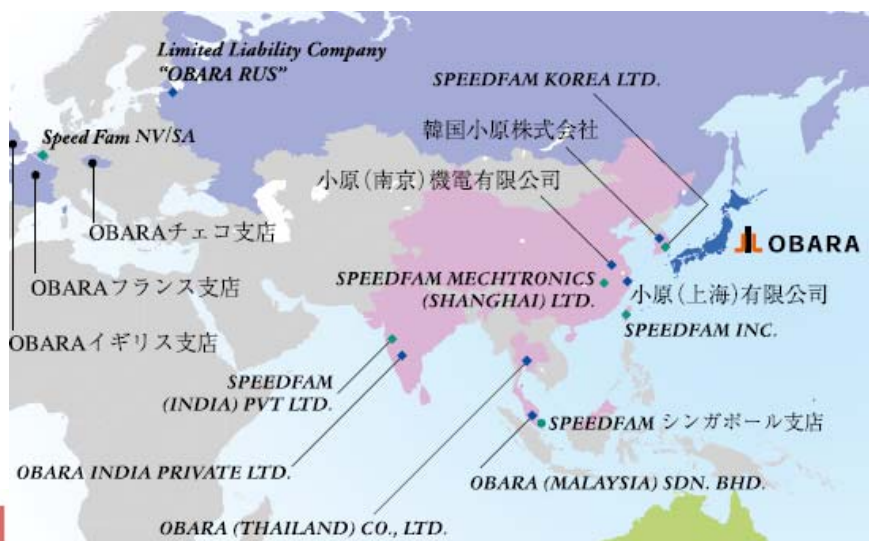 Limited Liability Company
“OBARA RUS”
SPEEDFAM KOREA LTD.
韓国小原株式会社
Speed Fam NV/SA
小原(南京)機電有限公司
OBARAチェコ支店
OBARA
OBARAフランス支店
SPEEDFAM MECHTRONICS
(SHANGHAI) LTD.
小原(上海)有限公司
OBARAイギリス支店
SPEEDFAM INC.
SPEEDFAM
(INDIA) PVT LTD.
SPEEDFAM シンガポール支店
OBARA INDIA PRIVATE LTD.
OBARA (MALAYSIA) SDN. BHD.
OBARA (THAILAND) CO., LTD.